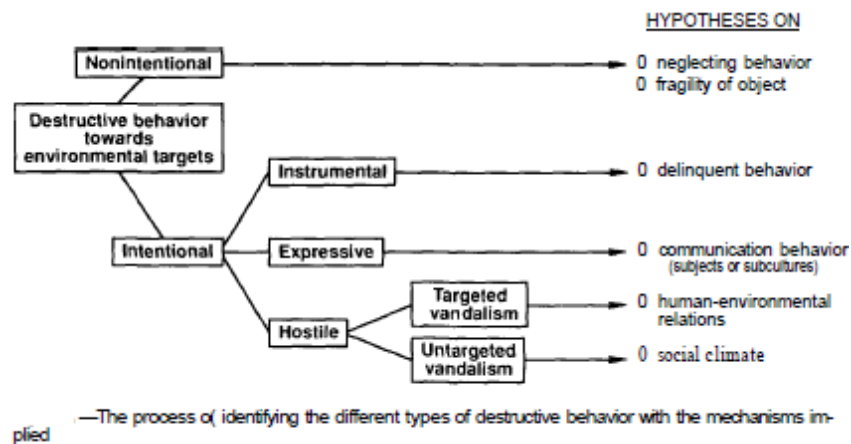 HYPOTHESES ON
Nonintentional
0 neglecting behavior
0 fragility of object
Destructive behavior
towards
environmental targets
Instrumental
0 delinquent behavior
Intentional
Expressive
0 communication behavior
(subjects or subcultures)
Hostile
Targeted
vandalism
0 human-environmental
relations
Untargeted
vandalism
0 social climate
—The process o( identifying the different types of destructive behavior with the mechanisms im-
plied